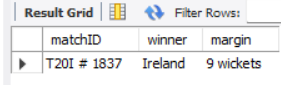 Result Grid Filter Rows:
matchID winner margin
T20I # 1837 Ireland 9 wickets